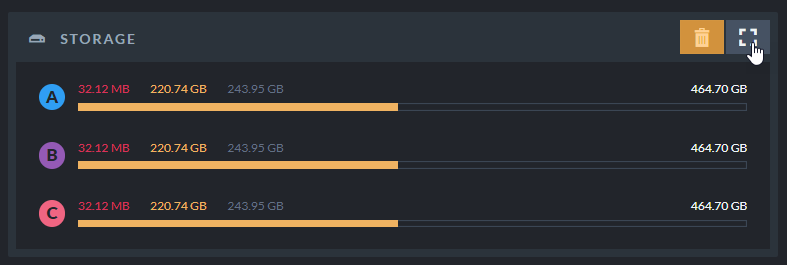 STORAGE
A 32.12 MB 220.74 GB 243.95 GB 464.70 GB
B 32.12 MB 220.74 GB 243.95 GB 464.70 GB
C 32.12 MB 220.74 GB 243.95 GB 464.70 GB